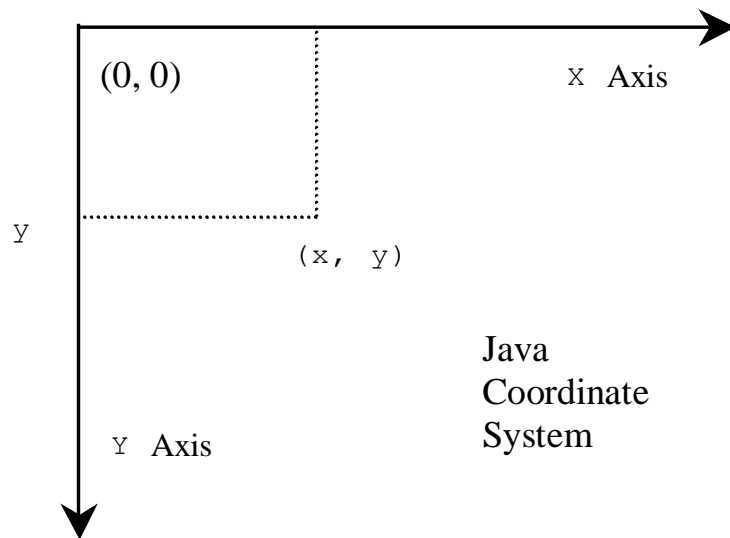 (0, 0)
X Axis
y
(x, y)
Java
Coordinate
System
Y Axis